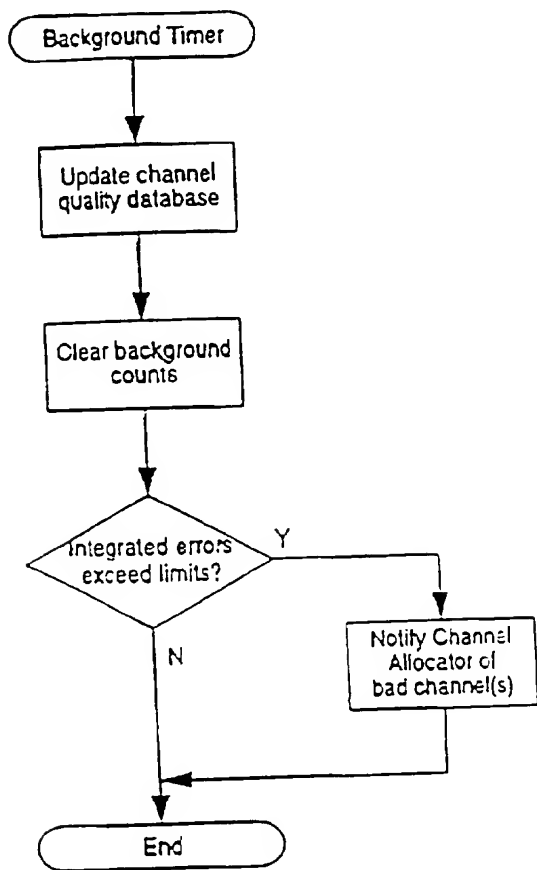 Background Timer
Update channel
quality database
Clear background
counts
Integrated errors
exceed limits?
Y
N
Notify Channel
Allocator of
bad channel(s)
End